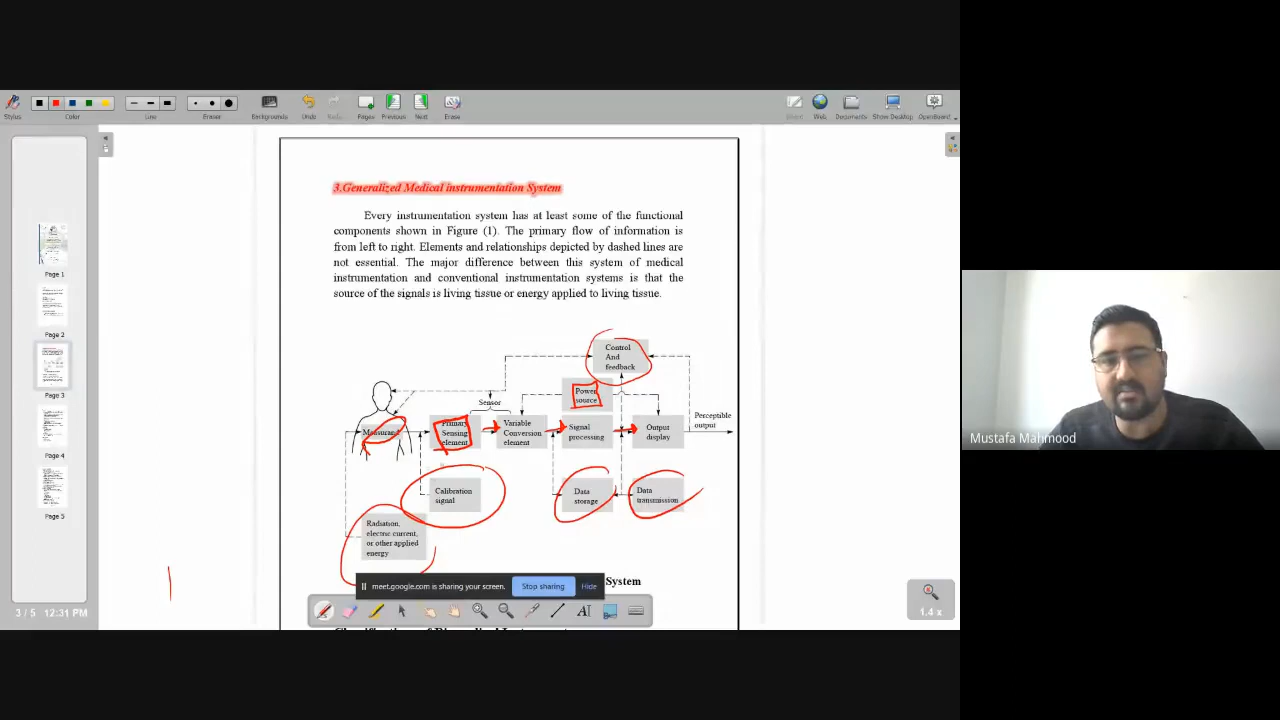 Stylus
Color
Line
Eraser
Backgrounds
Undo
Redo
Pages
Previous
Next
Erase
Board
Web
Documents
Show Desktop
OpenBoard
3.Generalized Medical instrumentation System
Every instrumentation system has at least some of the functional
components shown in Figure (1). The primary flow of information is
from left to right. Elements and relationships depicted by dashed lines are
not essential. The major difference between this system of medical
instrumentation and conventional instrumentation systems is that the
source of the signals is living tissue or energy applied to living tissue.
Control
And
feedback
Power
source
Sensor
Perceptible
output
Measurand
Primary
Sensing
element
Variable
Conversion
element
Signal
processing
Output
display
Calibration
signal
Data
storage
Data
transmission
Radiation,
electric current,
or other applied
energy
System
meet.google.com is sharing your screen.
Stop sharing
Hide
Page 1
Page 2
Page 3
Page 4
Page 5
3 / 5
12:31 PM
1.4 x
Mustafa Mahmood